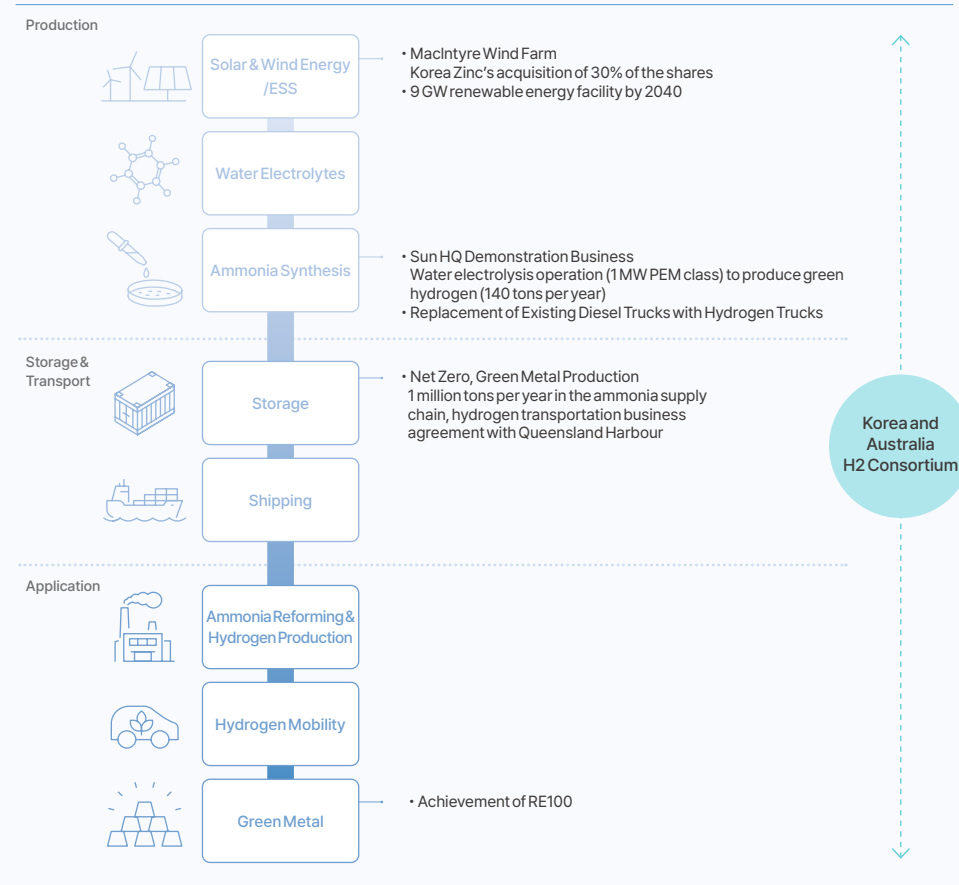 Production
Solar & Wind Energy
/ESS
• MacIntyre Wind Farm
Korea Zinc's acquisition of 30% of the shares
• 9 GW renewable energy facility by 2040
Water Electrolytes
Ammonia Synthesis
• Sun HQ Demonstration Business
Water electrolysis operation (1 MW PEM class) to produce green
hydrogen (140 tons per year)
• Replacement of Existing Diesel Trucks with Hydrogen Trucks
Storage &
Transport
Storage
• Net Zero, Green Metal Production
1 million tons per year in the ammonia supply
chain, hydrogen transportation business
agreement with Queensland Harbour
Shipping
Korea and
Australia
H2 Consortium
Application
Ammonia Reforming &
Hydrogen Production
Hydrogen Mobility
Green Metal
• Achievement of RE100